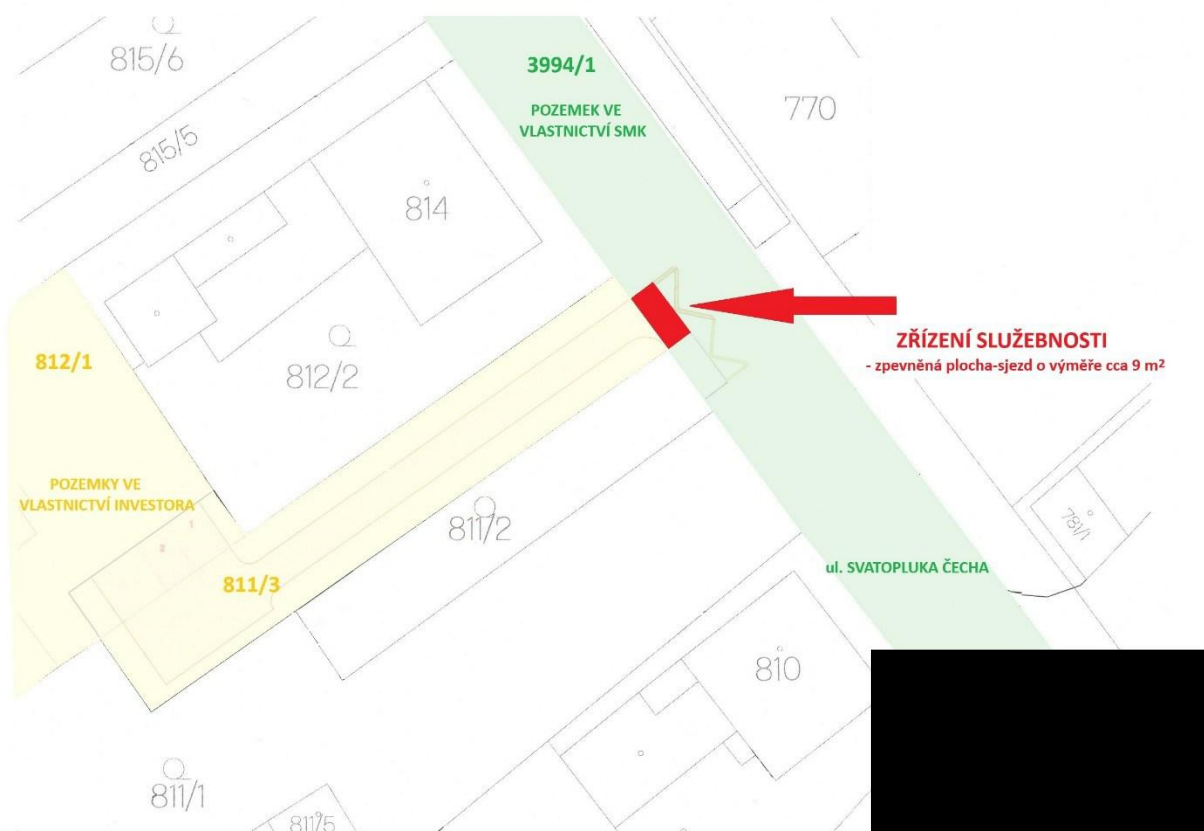 815/6
3994/1
POZEMEK VE
VLASTNICTVÍ SMK
770
815/5
814
812/1
812/2
ZŘÍZENÍ SLUŽEBNOSTI
- zpevněná plocha-sjezd o výměře cca 9 m²
POZEMKY VE
VLASTNICTVÍ INVESTORA
1
2
811/2
781/1
811/3
ul. SVATOPLUKA ČECHA
810
811/1
811/5